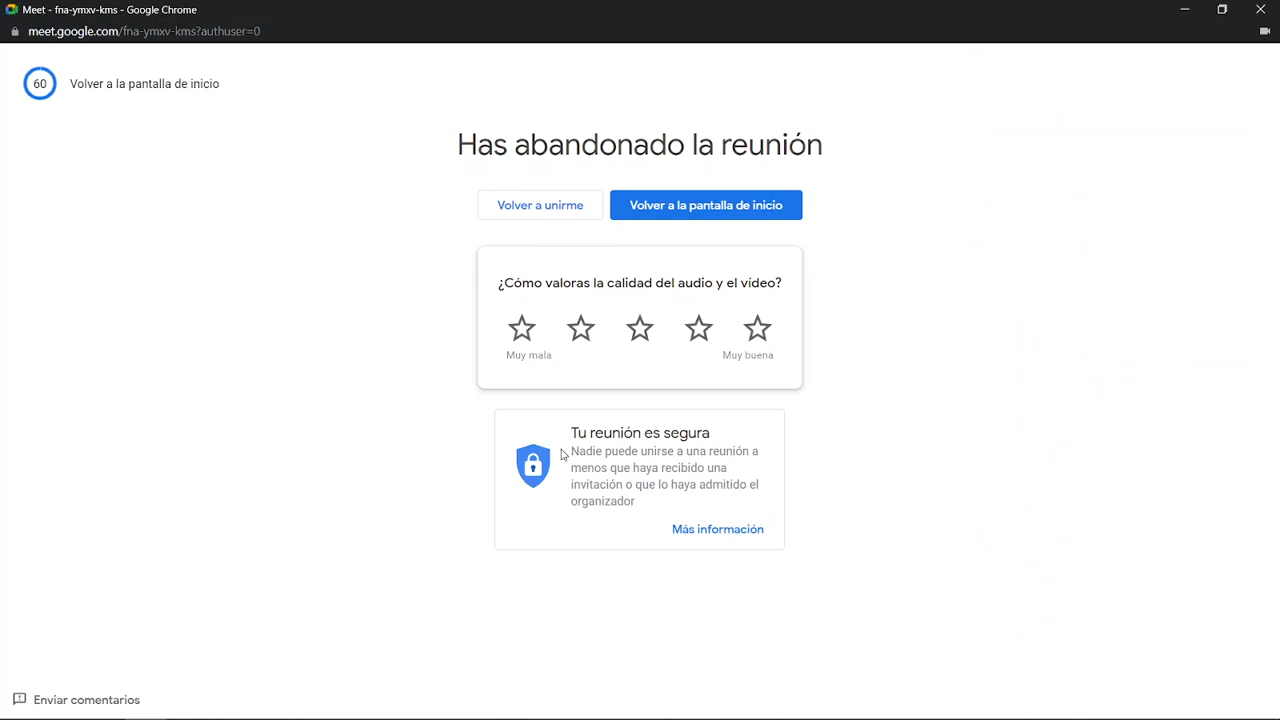 Meet - fna-ymxv-kms - Google Chrome
meet.google.com/fna-ymxv-kms?authuser=0
60 Volver a la pantalla de inicio
Has abandonado la reunión
Volver a unirme Volver a la pantalla de inicio
¿Cómo valoras la calidad del audio y el vídeo?
Muy mala Muy buena
Tu reunión es segura
Nadie puede unirse a una reunión a
menos que haya recibido una
invitación o que lo haya admitido el
organizador
Más información
Enviar comentarios